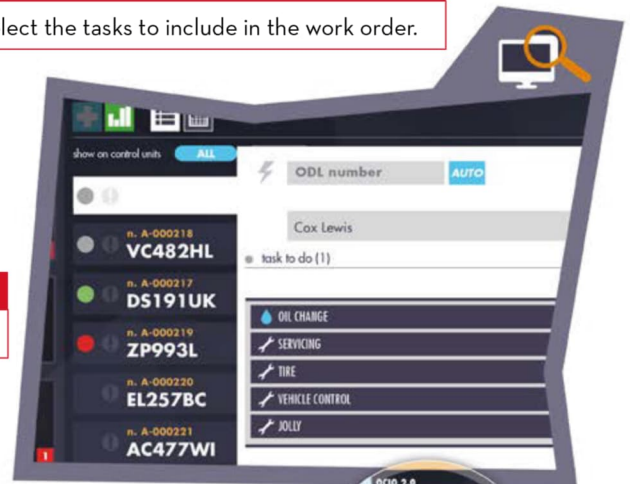 lect the tasks to include in the work order.
show on control units ALL
ODL number AUTO
Cox Lewis
task to do (1)
n. A-000218
VC482HL
n. A-000217
DS191UK
n. A-000219
ZP993L
n. A-000220
EL257BC
n. A-000221
AC477WI
OIL CHANGE
SERVICING
TIRE
VEHICLE CONTROL
JOLLY
1